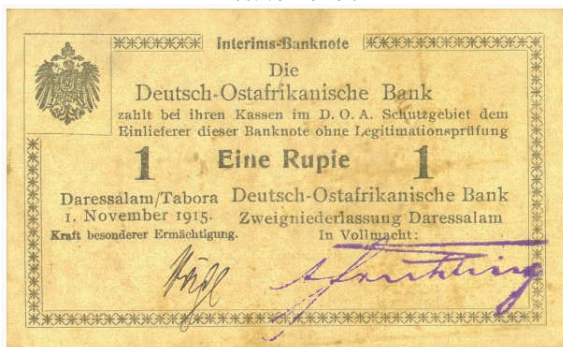 Interims-Banknote
Die
Deutsch-Ostafrikanische Bank
zahlt bei ihren Kassen im D. O. A. Schutzgebiet dem
Einlieferer dieser Banknote ohne Legitimationsprüfung
1 Eine Rupie 1
Daressalam/Tabora Deutsch-Ostafrikanische Bank
1. November 1915. Zweigniederlassung Daressalam
Kraft besonderer Ermächtigung. In Vollmacht: